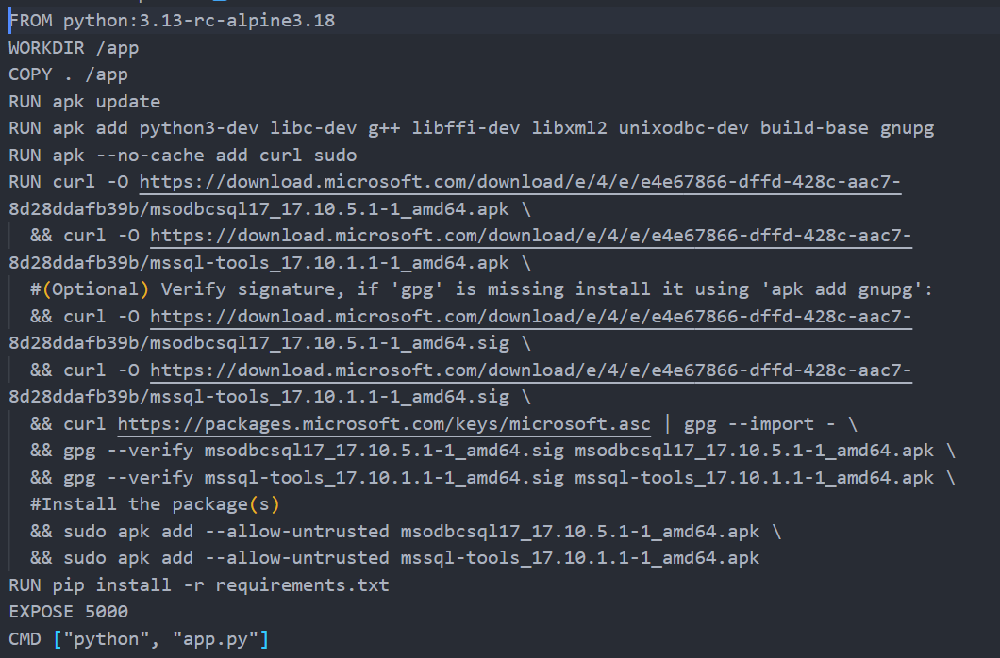 FROM python:3.13-rc-alpine3.18
WORKDIR /app
COPY . /app
RUN apk update
RUN apk add python3-dev libc-dev g++ libffi-dev libxml2 unixodbc-dev build-base gnupg
RUN apk --no-cache add curl sudo
RUN curl -O https://download.microsoft.com/download/e/4/e/e4e67866-dffd-428c-aac7-
8d28ddafb39b/msodbcsql17_17.10.5.1-1_amd64.apk \
&& curl -O https://download.microsoft.com/download/e/4/e/e4e67866-dffd-428c-aac7-
8d28ddafb39b/mssql-tools_17.10.1.1-1_amd64.apk \
#(Optional) Verify signature, if 'gpg' is missing install it using 'apk add gnupg':
&& curl -O https://download.microsoft.com/download/e/4/e/e4e67866-dffd-428c-aac7-
8d28ddafb39b/msodbcsql17_17.10.5.1-1_amd64.sig \
&& curl -O https://download.microsoft.com/download/e/4/e/e4e67866-dffd-428c-aac7-
8d28ddafb39b/mssql-tools_17.10.1.1-1_amd64.sig \
&& curl https://packages.microsoft.com/keys/microsoft.asc | gpg --import - \
&& gpg --verify msodbcsql17_17.10.5.1-1_amd64.sig msodbcsql17_17.10.5.1-1_amd64.apk \
&& gpg --verify mssql-tools_17.10.1.1-1_amd64.sig mssql-tools_17.10.1.1-1_amd64.apk \
#Install the package(s)
&& sudo apk add --allow-untrusted msodbcsql17_17.10.5.1-1_amd64.apk \
&& sudo apk add --allow-untrusted mssql-tools_17.10.1.1-1_amd64.apk
RUN pip install -r requirements.txt
EXPOSE 5000
CMD ["python", "app.py"]